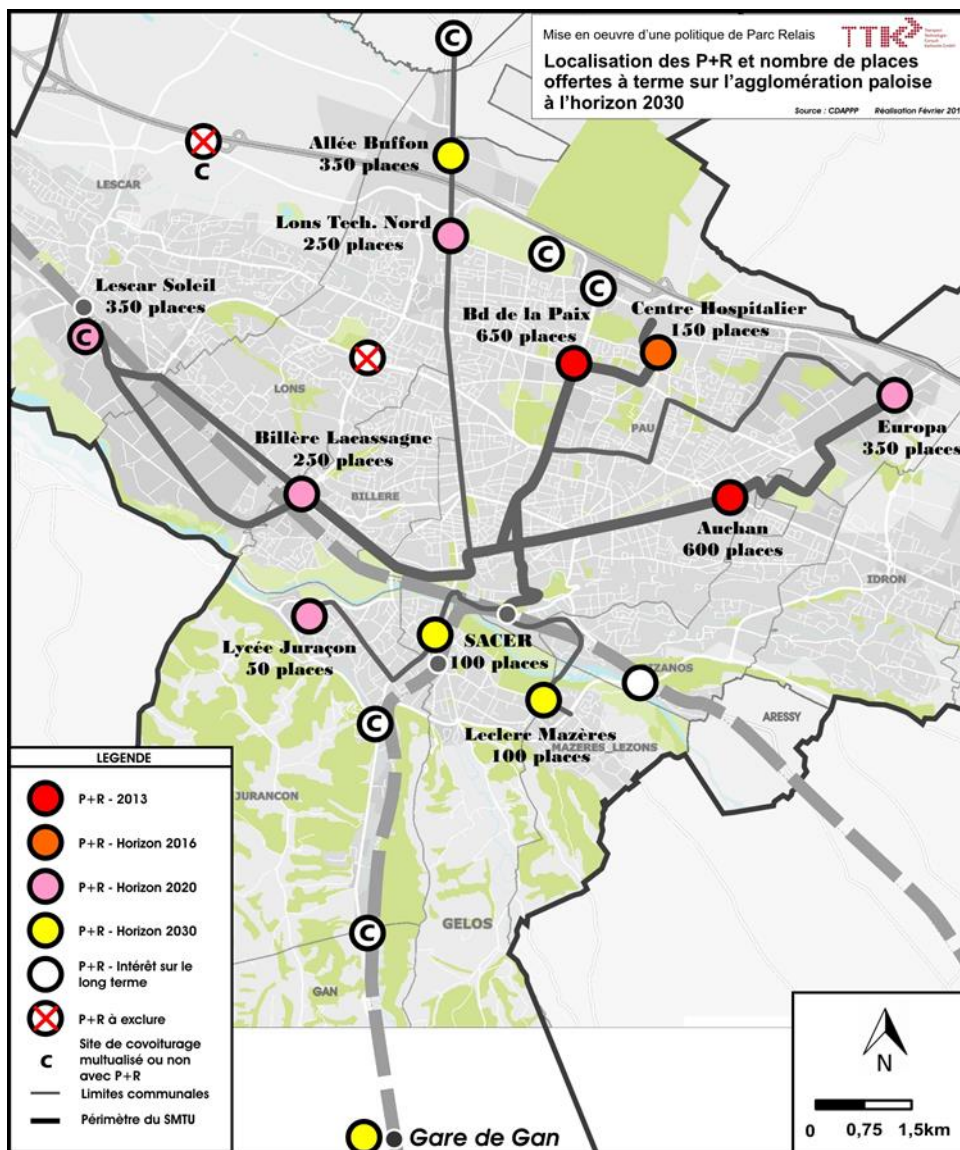 Mise en oeuvre d'une politique de Parc Relais
TTK
Localisation des P+R et nombre de places
offertes à terme sur l'agglomération paloise
à l'horizon 2030
Source : CDAPPP Réalisation Février 201
C
Allée Buffon
350 places
C
LESCAR
Lons Tech. Nord
250 places
C
C
Lescar Soleil
350 places
Bd de la Paix
650 places
Centre Hospitalier
150 places
C
LONS
PAU
Europa
350 places
Billère Lacassagne
250 places
BILLERE
Auchan
600 places
IDRON
Lycée Juraçon
50 places
SACER
100 places
IZANOS
C
Leclerc Mazères
100 places
ARESSY
MAZERES_LEZONS
JURANCON
GELOS
C
GAN
Gare de Gan
LEGENDE
P+R - 2013
P+R - Horizon 2016
P+R - Horizon 2020
P+R - Horizon 2030
P+R - Intérêt sur le
long terme
P+R à exclure
C
Site de covoiturage
multualisé ou non
avec P+R
Limites communales
Périmètre du SMTU
N
0 0,75 1,5km